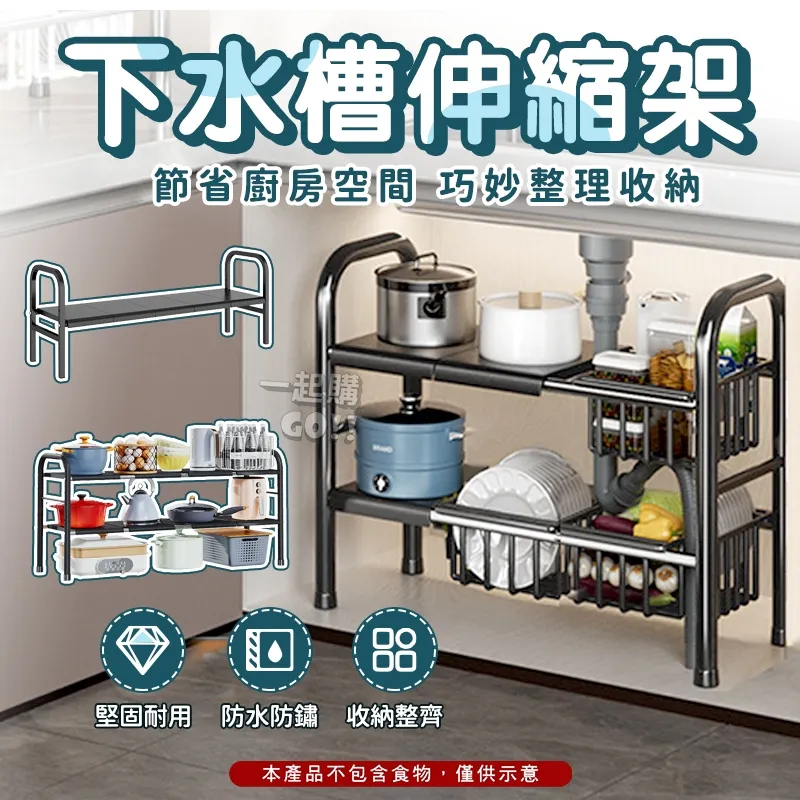 下水槽伸縮架
節省廚房空間 巧妙整理收納
一起購
GO!!
BRAND
堅固耐用
防水防鏽
收納整齊
本產品不包含食物，僅供示意